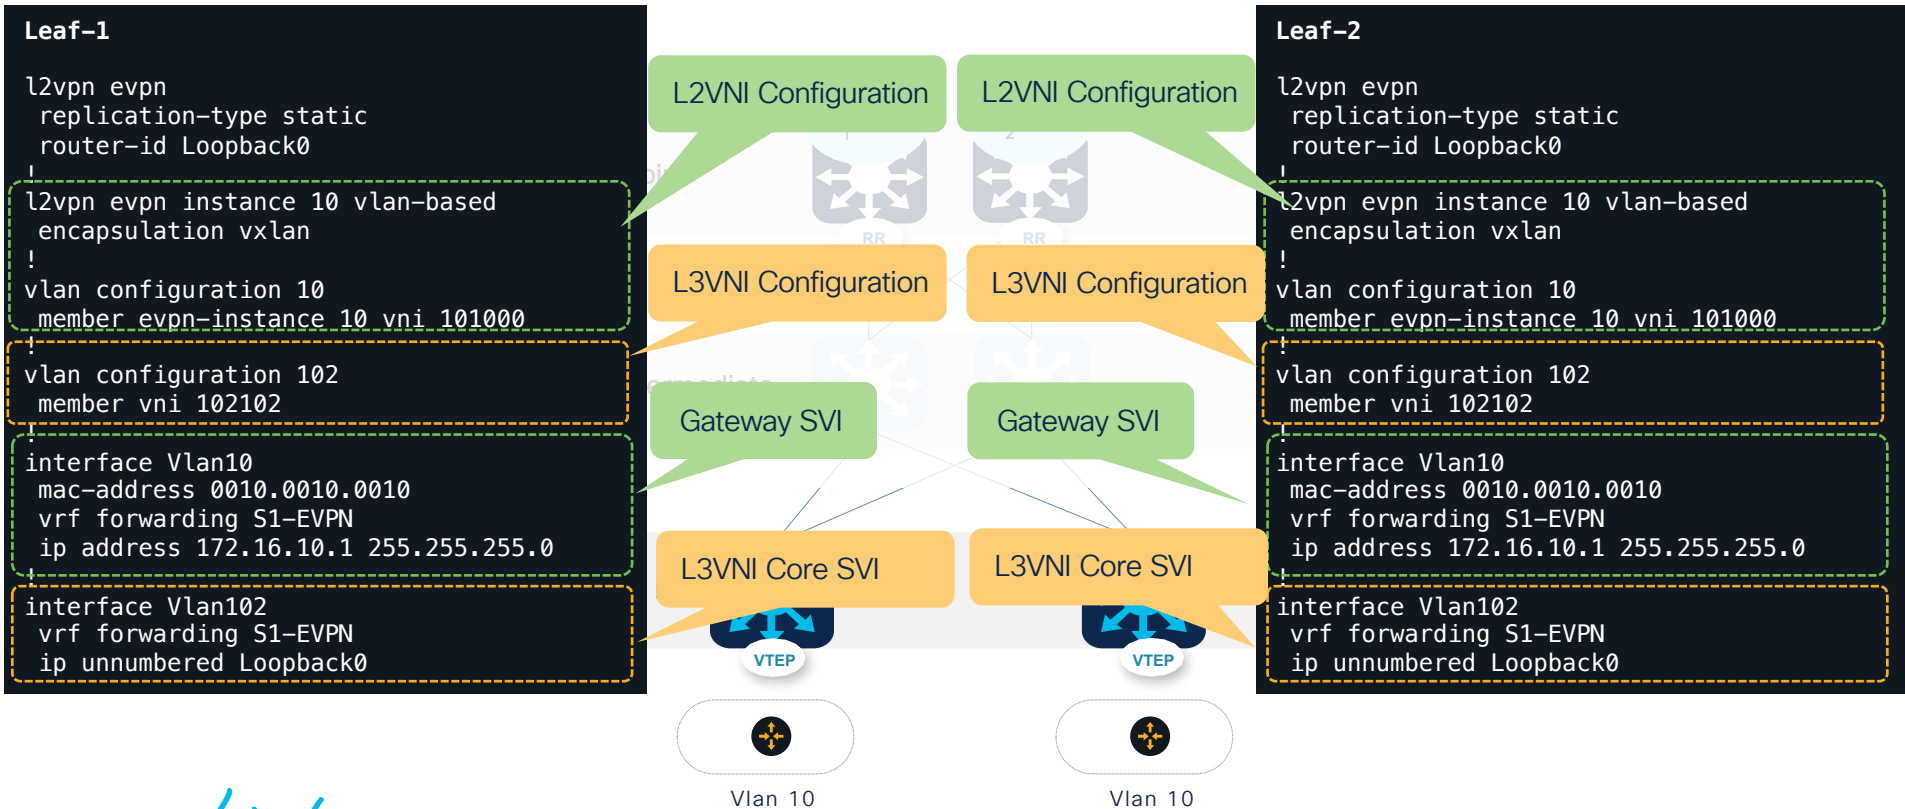 Leaf-1
l2vpn evpn
replication-type static
router-id Loopback0
!
l2vpn evpn instance 10 vlan-based
encapsulation vxlan
!
vlan configuration 10
member evpn-instance 10 vni 101000
!
vlan configuration 102
member vni 102102
!
interface Vlan10
mac-address 0010.0010.0010
vrf forwarding S1-EVPN
ip address 172.16.10.1 255.255.255.0
!
interface Vlan102
vrf forwarding S1-EVPN
ip unnumbered Loopback0
L2VNI Configuration
L2VNI Configuration
1
2
RR
RR
L3VNI Configuration
L3VNI Configuration
Gateway SVI
Gateway SVI
L3VNI Core SVI
L3VNI Core SVI
VTEP
VTEP
Vlan 10
Vlan 10
Leaf-2
l2vpn evpn
replication-type static
router-id Loopback0
!
l2vpn evpn instance 10 vlan-based
encapsulation vxlan
!
vlan configuration 10
member evpn-instance 10 vni 101000
!
vlan configuration 102
member vni 102102
!
interface Vlan10
mac-address 0010.0010.0010
vrf forwarding S1-EVPN
ip address 172.16.10.1 255.255.255.0
!
interface Vlan102
vrf forwarding S1-EVPN
ip unnumbered Loopback0